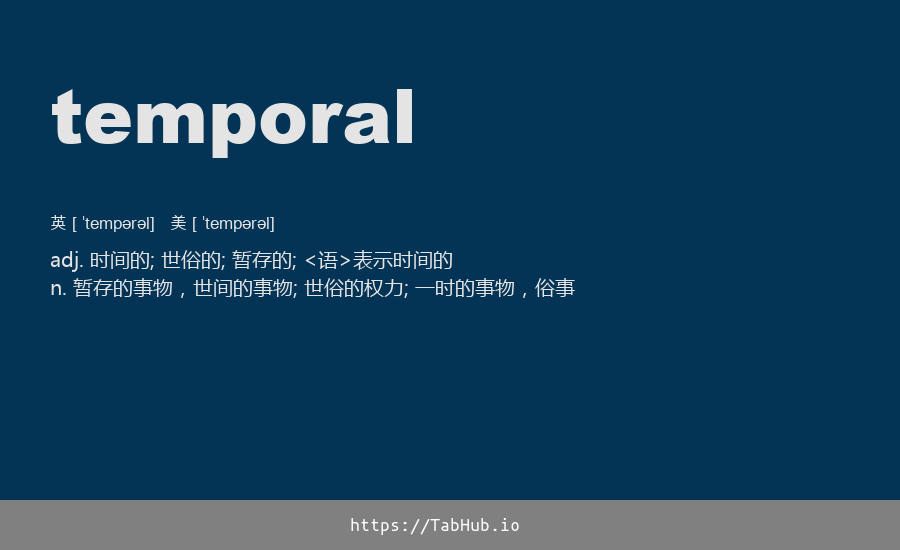 temporal
英 [ ˈtempərəl] 美 [ ˈtempərəl]
adj. 时间的; 世俗的; 暂存的; <语>表示时间的
n. 暂存的事物，世间的事物; 世俗的权力; 一时的事物，俗事
https://TabHub.io